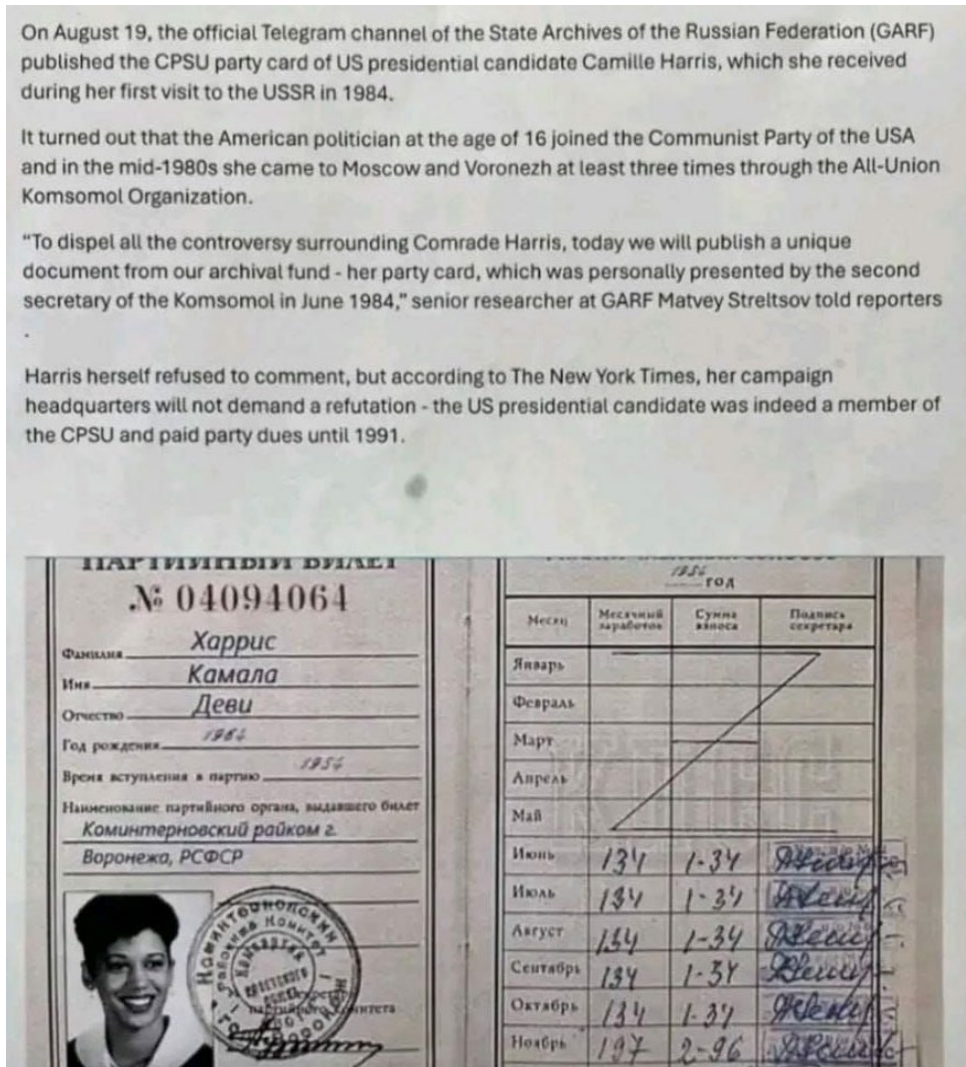 On August 19, the official Telegram channel of the State Archives of the Russian Federation (GARF)
published the CPSU party card of US presidential candidate Camille Harris, which she received
during her first visit to the USSR in 1984.
It turned out that the American politician at the age of 16 joined the Communist Party of the USA
and in the mid-1980s she came to Moscow and Voronezh at least three times through the All-Union
Komsomol Organization.
“To dispel all the controversy surrounding Comrade Harris, today we will publish a unique
document from our archival fund - her party card, which was personally presented by the second
secretary of the Komsomol in June 1984,” senior researcher at GARF Matvey Streltsov told reporters
.
Harris herself refused to comment, but according to The New York Times, her campaign
headquarters will not demand a refutation - the US presidential candidate was indeed a member of
the CPSU and paid party dues until 1991.
ПАРТИЙНЫЙ БИЛЕТ
№ 04094064
Фамилия Харрис
Имя Камала
Отчество Деви
Год рождения 1964
Время вступления в партию
Наименование партийного органа, выдавшего билет
Коминтерновский райком г.
Воронежа, РСФСР
год
Месяц Месячный заработок Сумма взноса Подпись секретаря
Январь
Февраль
Март
Апрель
Май
Июнь 134 1-34
Июль 134 1-34
Август 134 1-34
Сентябрь 134 1-34
Октябрь 134 1-34
Ноябрь 197 2-96